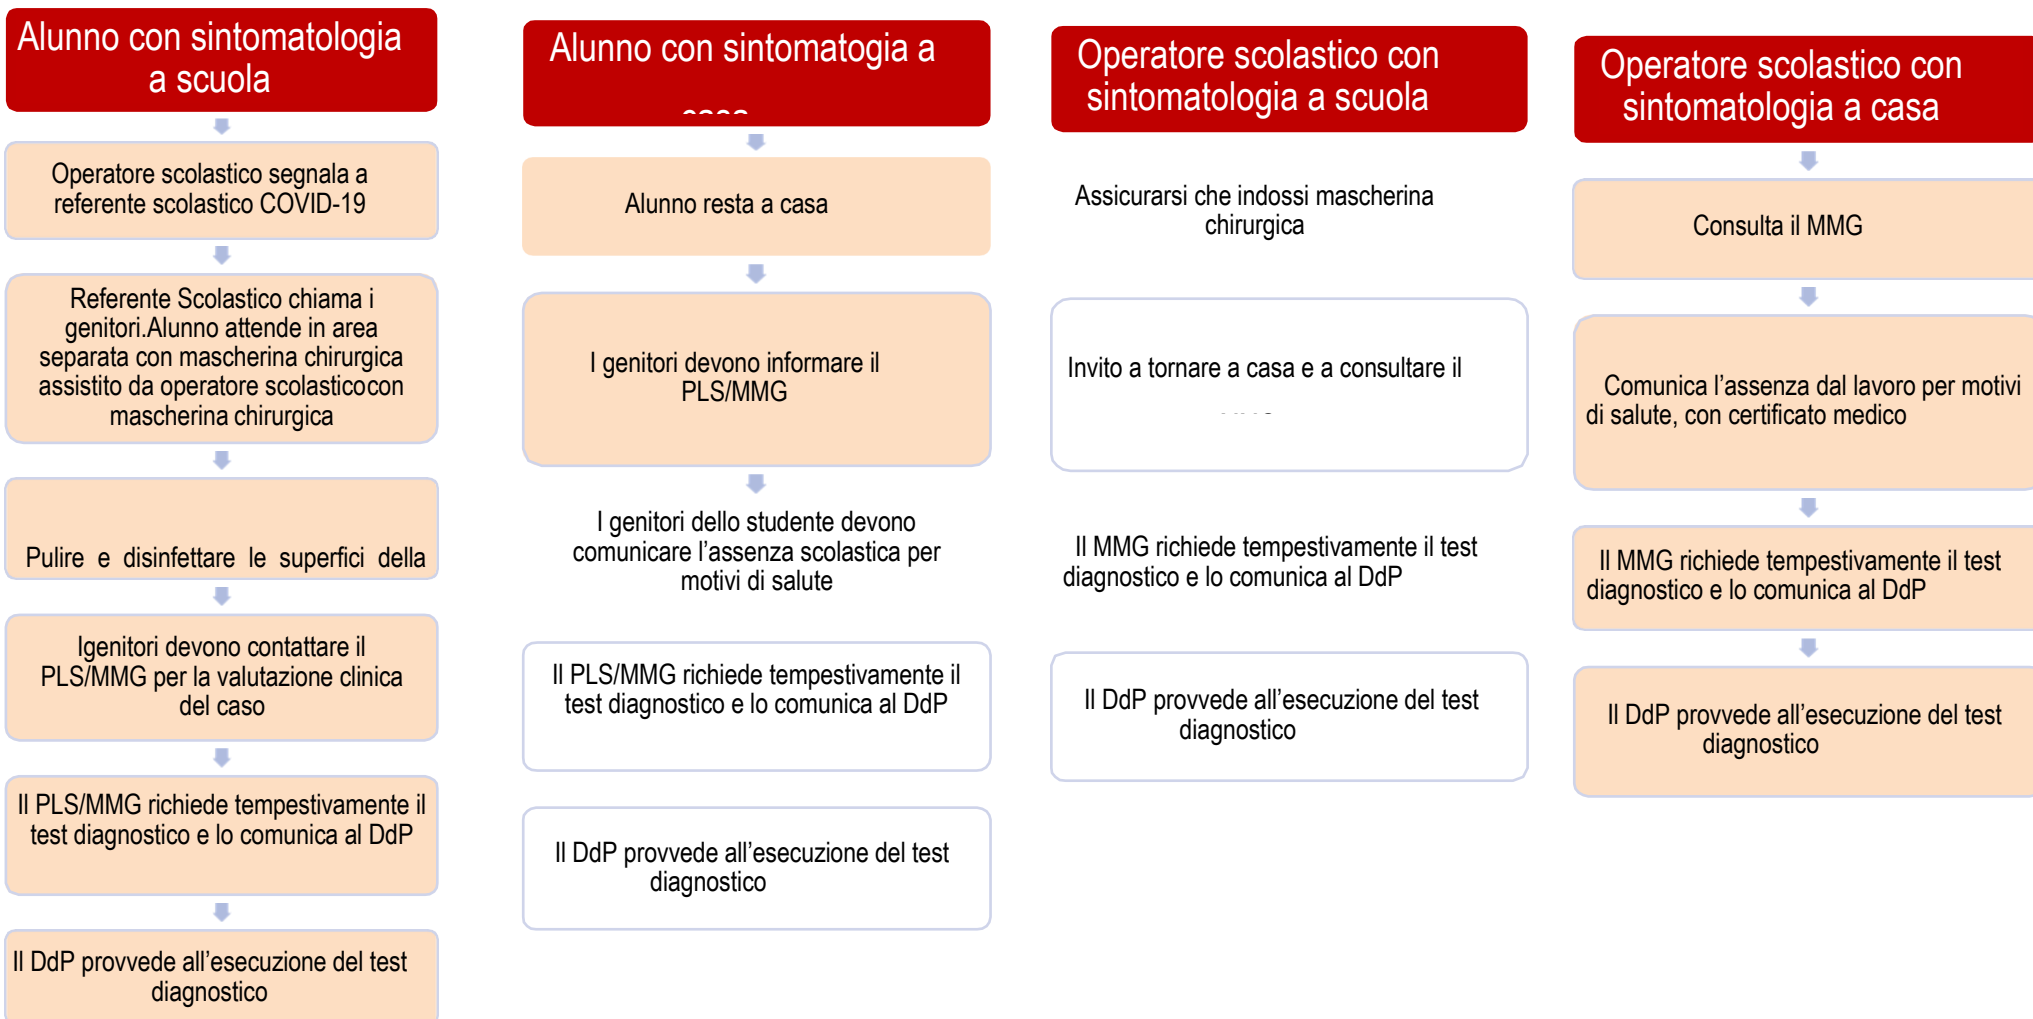 Alunno con sintomatologia
a scuola
Operatore scolastico segnala a
referente scolastico COVID-19
Referente Scolastico chiama i
genitori.Alunno attende in area
separata con mascherina chirurgica
assistito da operatore scolasticocon
mascherina chirurgica
Pulire e disinfettare le superfici della
Igenitori devono contattare il
PLS/MMG per la valutazione clinica
del caso
Il PLS/MMG richiede tempestivamente il
test diagnostico e lo comunica al DdP
Il DdP provvede all’esecuzione del test
diagnostico
Alunno con sintomatogia a
Alunno resta a casa
I genitori devono informare il
PLS/MMG
I genitori dello studente devono
comunicare l’assenza scolastica per
motivi di salute
Il PLS/MMG richiede tempestivamente il
test diagnostico e lo comunica al DdP
Il DdP provvede all’esecuzione del test
diagnostico
Operatore scolastico con
sintomatologia a scuola
Assicurarsi che indossi mascherina
chirurgica
Invito a tornare a casa e a consultare il
Il MMG richiede tempestivamente il test
diagnostico e lo comunica al DdP
Il DdP provvede all’esecuzione del test
diagnostico
Operatore scolastico con
sintomatologia a casa
Consulta il MMG
Comunica l’assenza dal lavoro per motivi
di salute, con certificato medico
Il MMG richiede tempestivamente il test
diagnostico e lo comunica al DdP
Il DdP provvede all’esecuzione del test
diagnostico